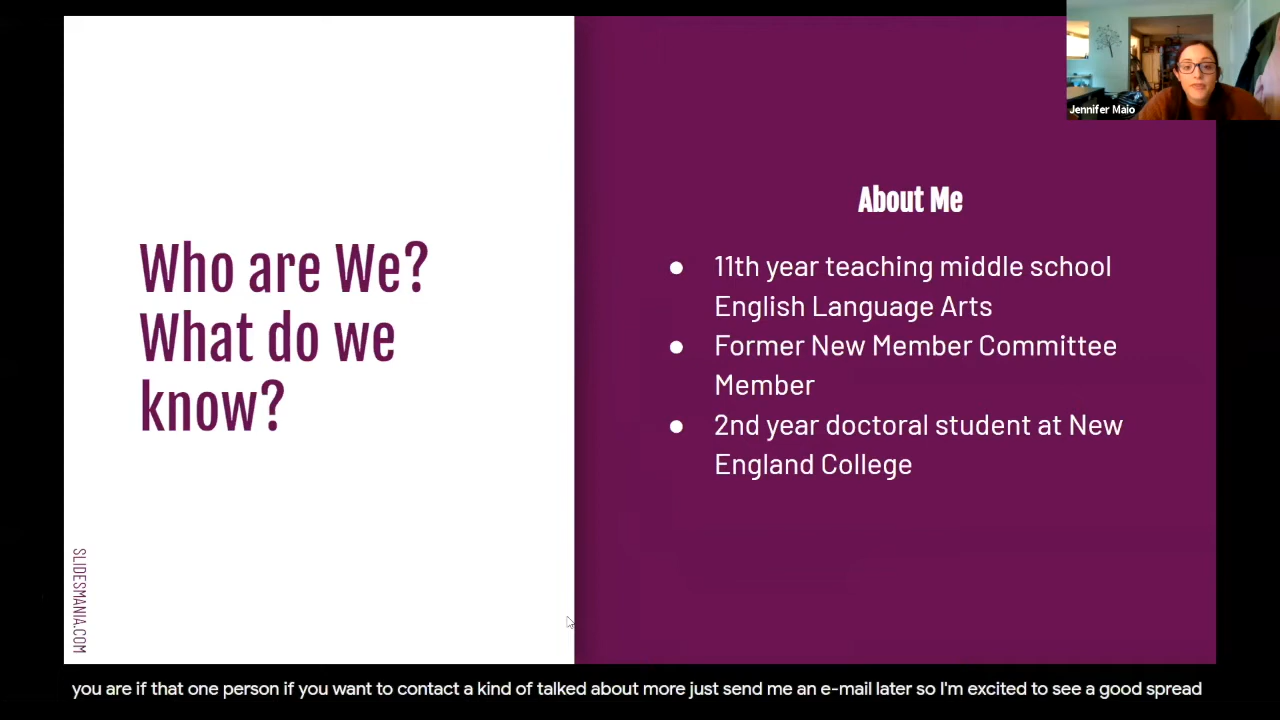 Jennifer Maio
Who are We?
What do we
know?
About Me
● 11th year teaching middle school
English Language Arts
● Former New Member Committee
Member
● 2nd year doctoral student at New
England College
SLIDESMANIA.COM
you are if that one person if you want to contact a kind of talked about more just send me an e-mail later so I'm excited to see a good spread